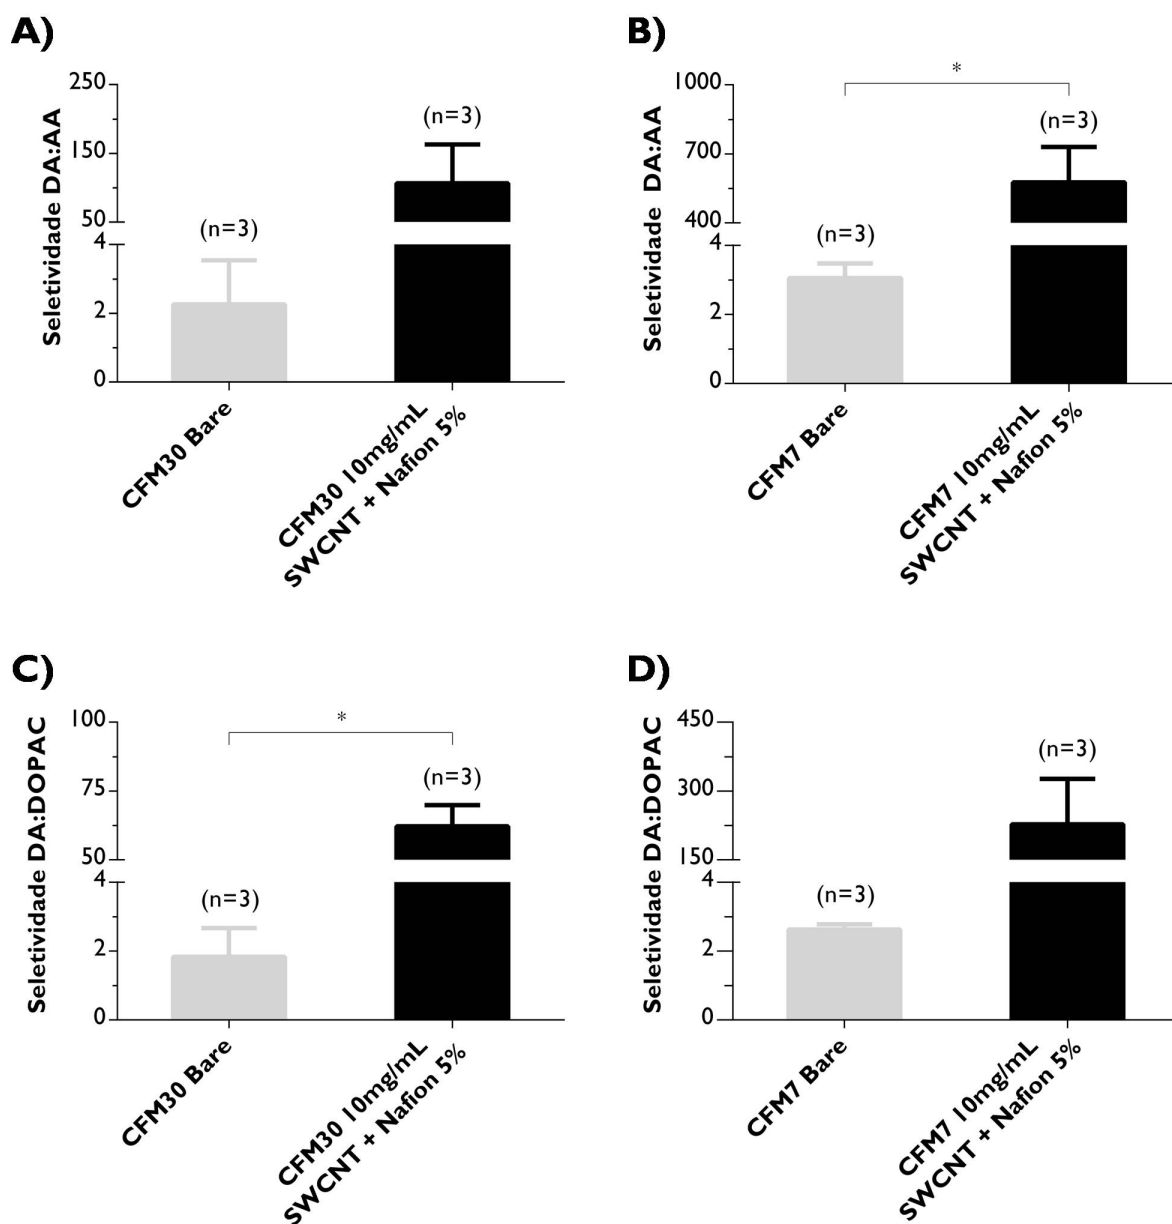 A)
Seletividade DA:AA
250
150
50
4
2
0
(n=3)
(n=3)
CFM30 Bare
CFM30 10mg/mL
SWCNT + Nafion 5%
B)
Seletividade DA:AA
1000
700
400
4
2
0
*
(n=3)
(n=3)
CFM7 Bare
CFM7 10mg/mL
SWCNT + Nafion 5%
C)
Seletividade DA:DOPAC
100
75
50
4
2
0
*
(n=3)
(n=3)
CFM30 Bare
CFM30 10mg/mL
SWCNT + Nafion 5%
D)
Seletividade DA:DOPAC
450
300
150
4
2
0
(n=3)
(n=3)
CFM7 Bare
CFM7 10mg/mL
SWCNT + Nafion 5%